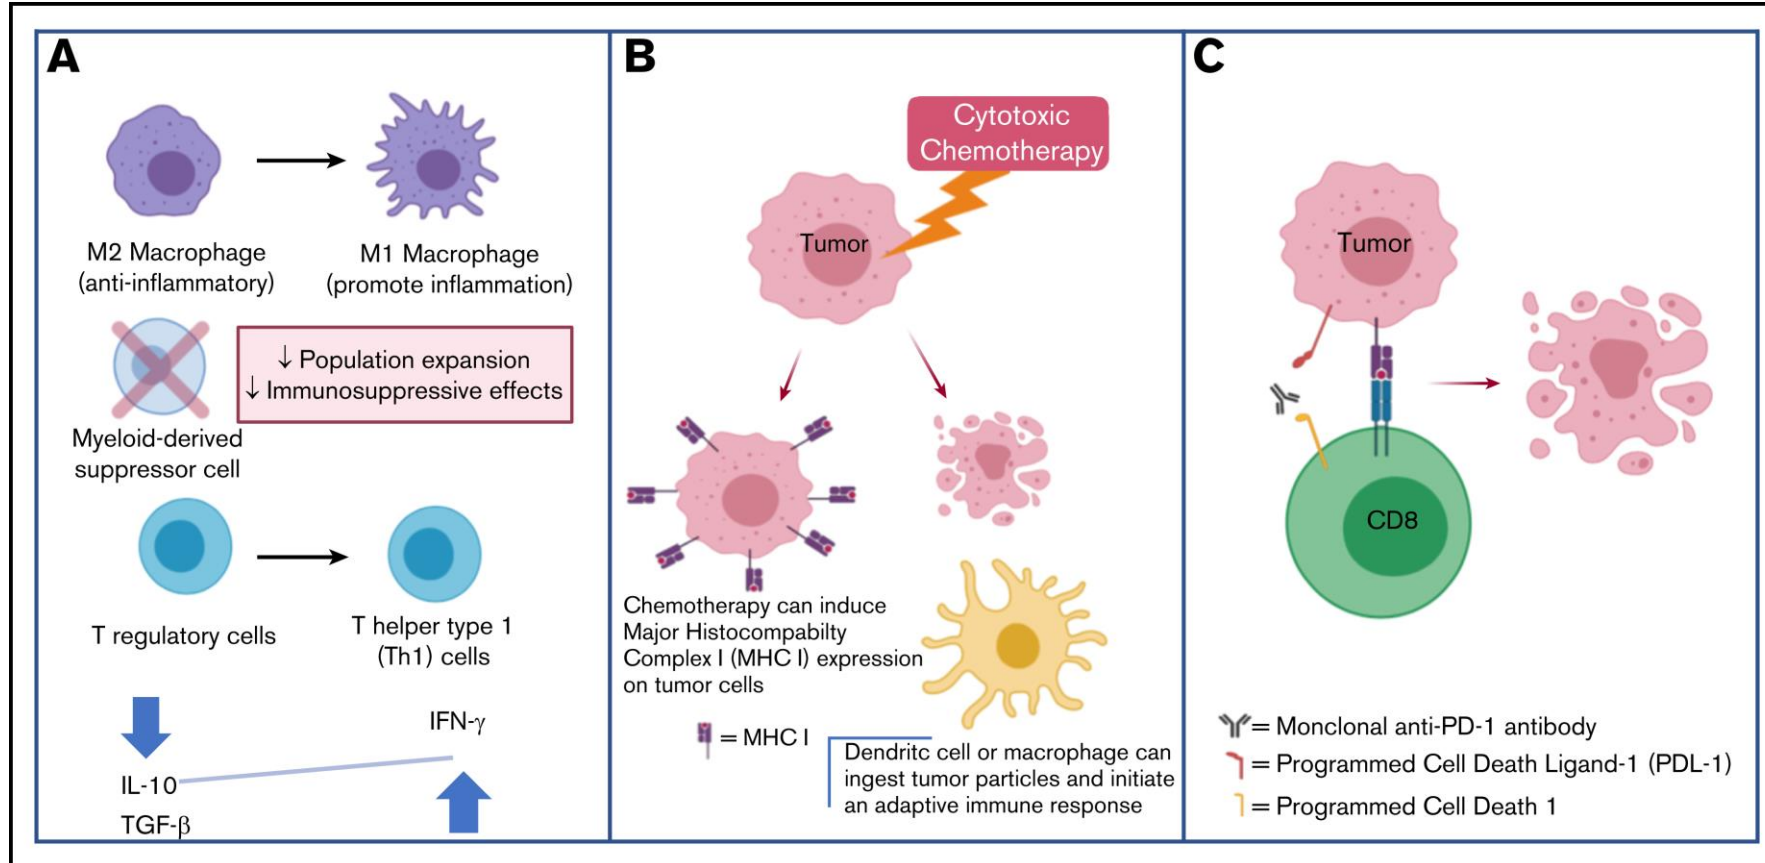 A
M2 Macrophage
(anti-inflammatory)
M1 Macrophage
(promote inflammation)
↓ Population expansion
↓ Immunosuppressive effects
Myeloid-derived
suppressor cell
T regulatory cells
T helper type 1
(Th1) cells
IFN-γ
IL-10
TGF-β
B
Cytotoxic
Chemotherapy
Tumor
Chemotherapy can induce
Major Histocompabilty
Complex I (MHC I) expression
on tumor cells
= MHC I
Dendritc cell or macrophage can
ingest tumor particles and initiate
an adaptive immune response
C
Tumor
CD8
= Monclonal anti-PD-1 antibody
= Programmed Cell Death Ligand-1 (PDL-1)
= Programmed Cell Death 1